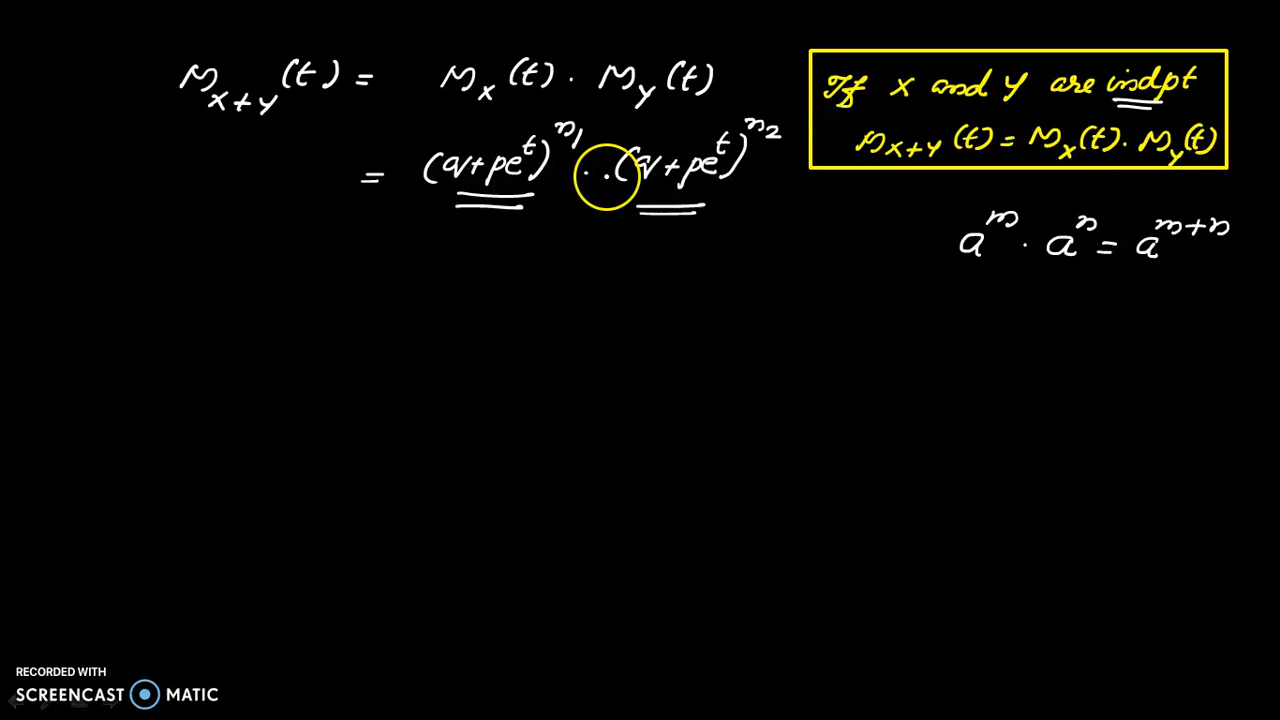 M_{X+Y}(t) = M_X(t) · M_Y(t)
= (q+pe^t)^{n_1} · · (q+pe^t)^{n_2}
If X and Y are indpt
M_{X+Y}(t) = M_X(t) · M_Y(t)
a^m · a^n = a^{m+n}
RECORDED WITH
SCREENCAST MATIC